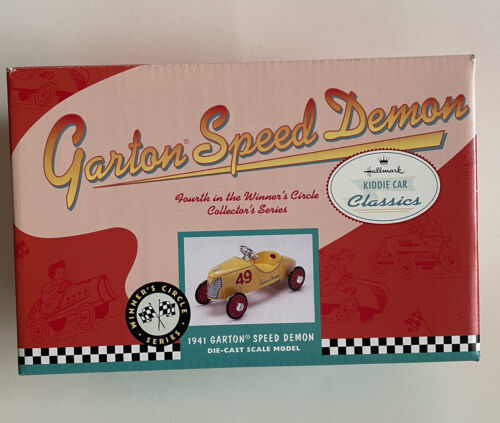 Garton® Speed Demon
Fourth in the Winner's Circle
Collector's Series
Hallmark
KIDDIE CAR
Classics
49
WINNER'S CIRCLE
SERIES
1941 GARTON® SPEED DEMON
DIE-CAST SCALE MODEL